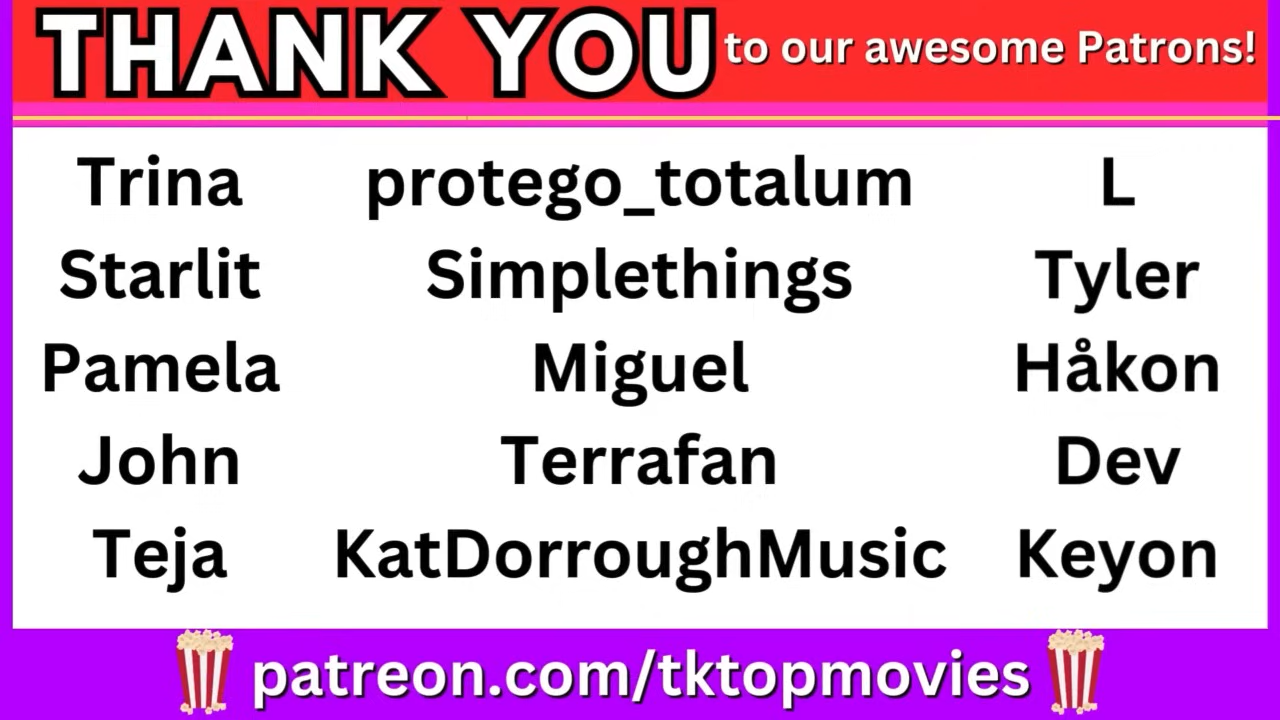 THANK YOU to our awesome Patrons!
Trina protego_totalum L
Starlit Simplethings Tyler
Pamela Miguel Håkon
John Terrafan Dev
Teja KatDorroughMusic Keyon
patreon.com/tktopmovies